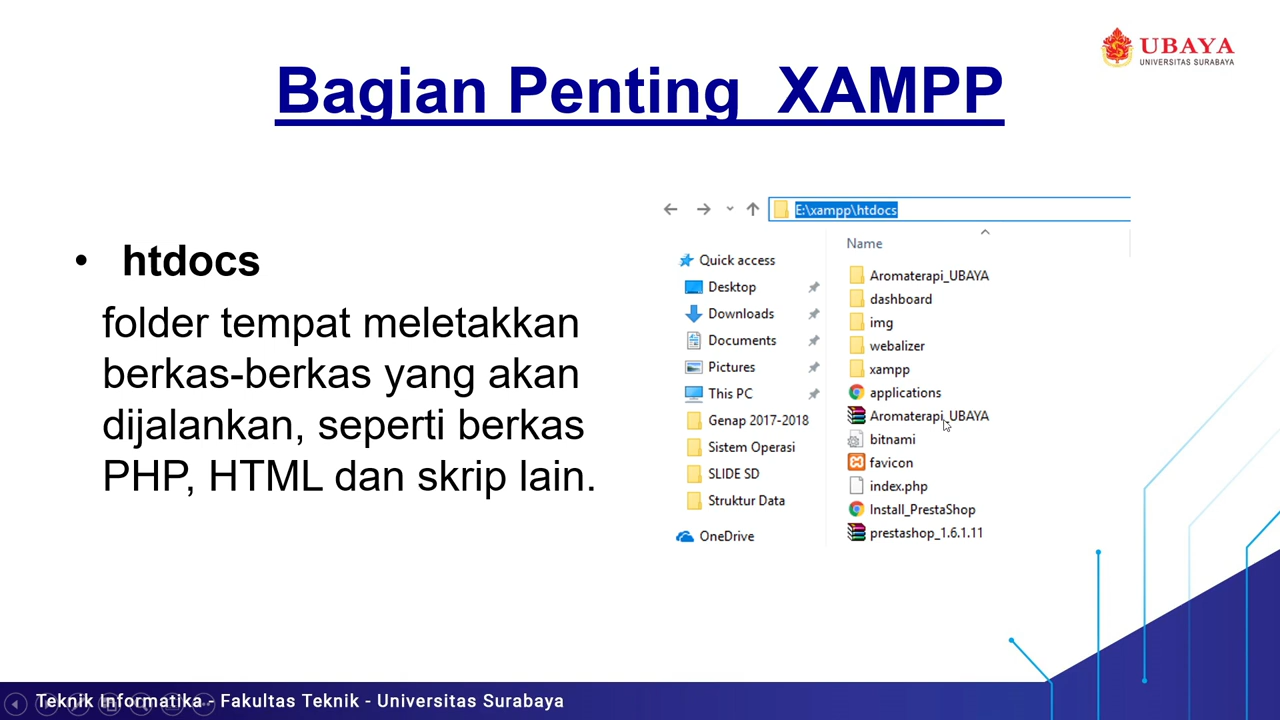 UBAYA
UNIVERSITAS SURABAYA
Bagian Penting XAMPP
• htdocs
folder tempat meletakkan
berkas-berkas yang akan
dijalankan, seperti berkas
PHP, HTML dan skrip lain.
E:\xampp\htdocs
Quick access
Desktop
Downloads
Documents
Pictures
This PC
Genap 2017-2018
Sistem Operasi
SLIDE SD
Struktur Data
OneDrive
Name
Aromaterapi_UBAYA
dashboard
img
webalizer
xampp
applications
Aromaterapi_UBAYA
bitnami
favicon
index.php
Install_PrestaShop
prestashop_1.6.1.11
Teknik Informatika - Fakultas Teknik - Universitas Surabaya